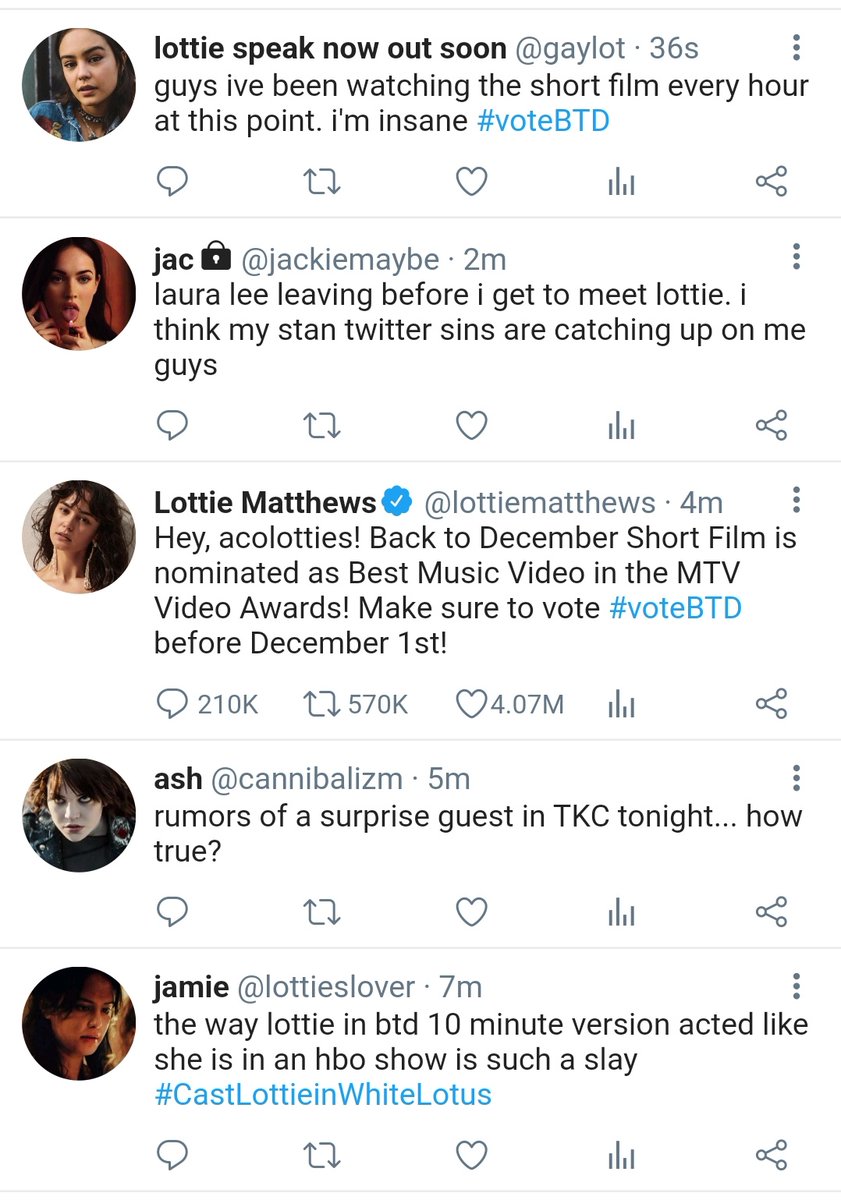 lottie speak now out soon @gaylot · 36s
guys ive been watching the short film every hour
at this point. i'm insane #voteBTD
jac @jackiemaybe · 2m
laura lee leaving before i get to meet lottie. i
think my stan twitter sins are catching up on me
guys
Lottie Matthews @lottiematthews · 4m
Hey, acolotties! Back to December Short Film is
nominated as Best Music Video in the MTV
Video Awards! Make sure to vote #voteBTD
before December 1st!
210K 570K 4.07M
ash @cannibalizm · 5m
rumors of a surprise guest in TKC tonight... how
true?
jamie @lottieslover · 7m
the way lottie in btd 10 minute version acted like
she is in an hbo show is such a slay
#CastLottieinWhiteLotus